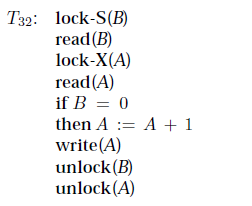 T32: lock-S(B)
read(B)
lock-X(A)
read(A)
if B = 0
then A := A + 1
write(A)
unlock(B)
unlock(A)